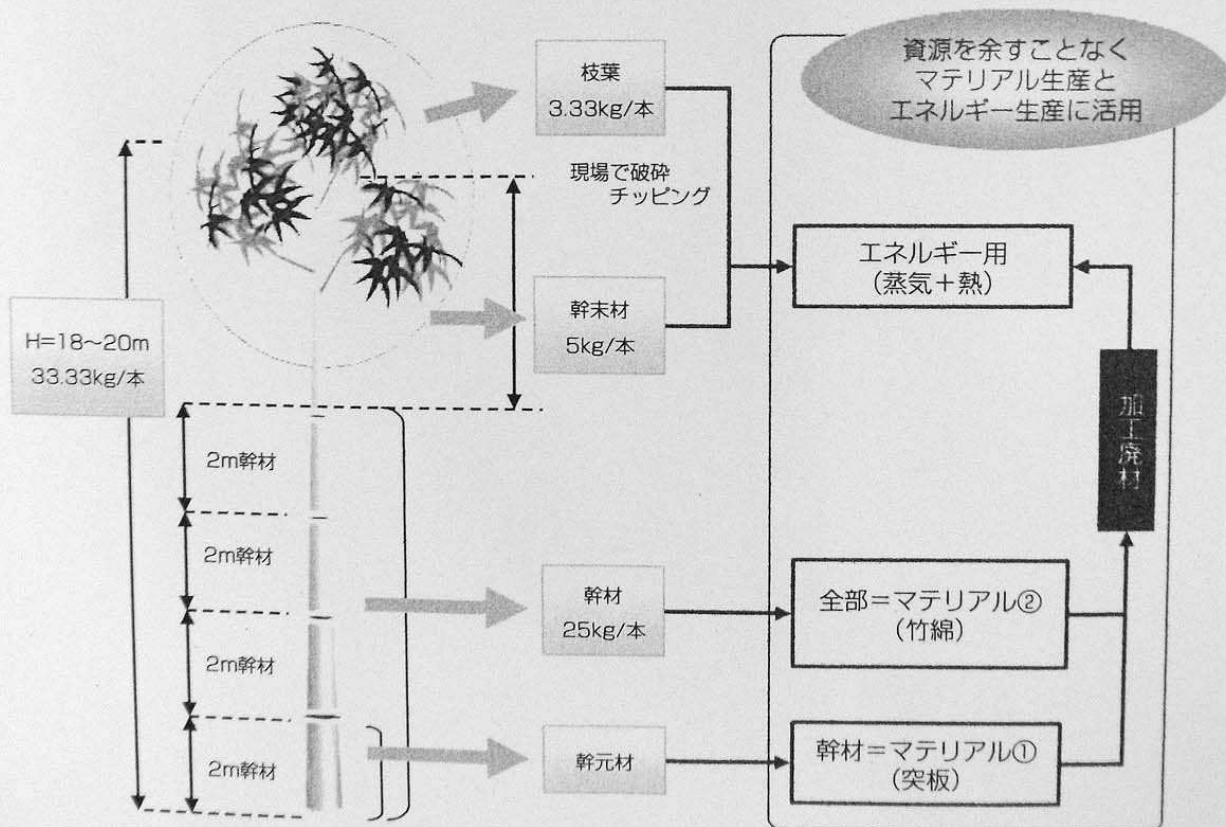 資源を余すことなく
マテリアル生産と
エネルギー生産に活用
枝葉
3.33kg/本
現場で破砕
チッピング
エネルギー用
(蒸気+熱)
幹末材
5kg/本
H=18～20m
33.33kg/本
加工廃材
2m幹材
2m幹材
2m幹材
2m幹材
幹材
25kg/本
全部=マテリアル②
(竹綿)
幹元材
幹材=マテリアル①
(突板)